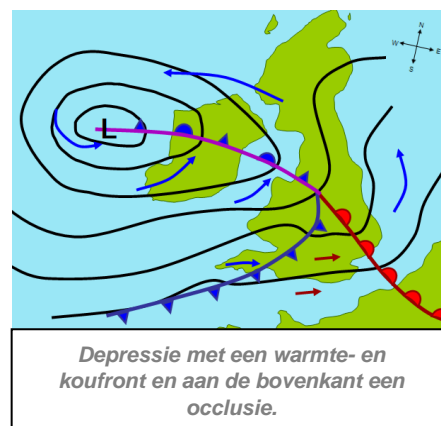 N
W E
S
L
Depressie met een warmte- en
koufront en aan de bovenkant een
occlusie.